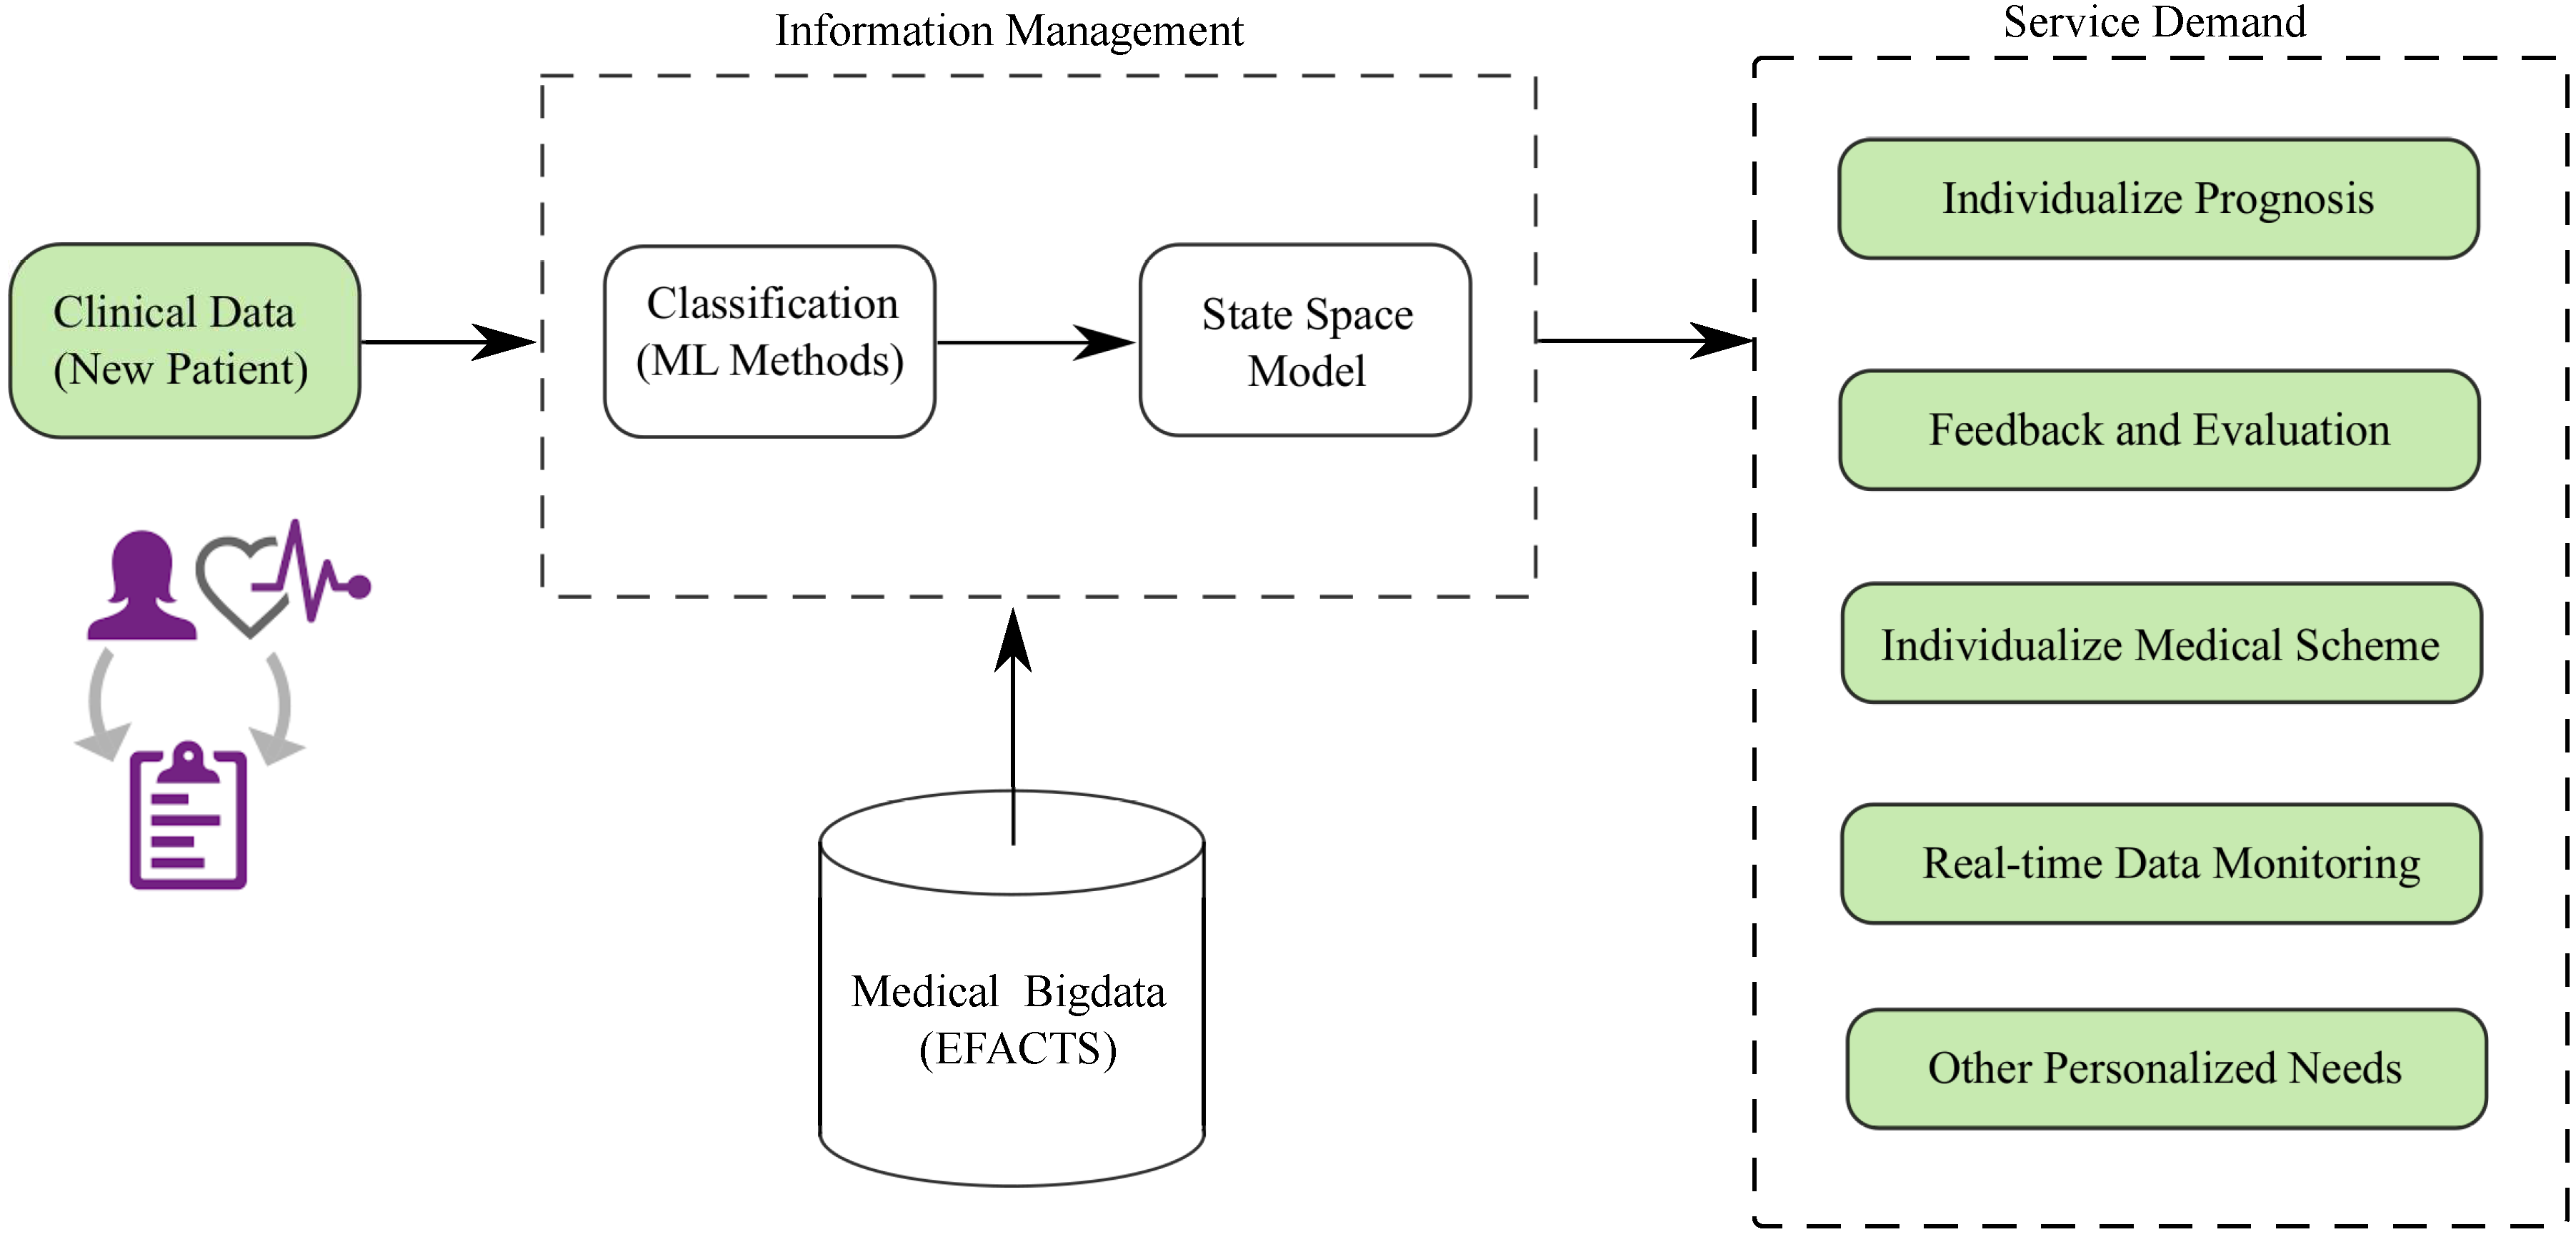 Information Management
Service Demand
Clinical Data
(New Patient)
Classification
(ML Methods)
State Space
Model
Medical Bigdata
(EFACTS)
Individualize Prognosis
Feedback and Evaluation
Individualize Medical Scheme
Real-time Data Monitoring
Other Personalized Needs